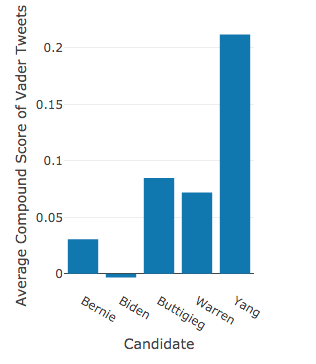 Average Compound Score of Vader Tweets
0.2
0.15
0.1
0.05
0
Bernie
Biden
Buttigieg
Warren
Yang
Candidate